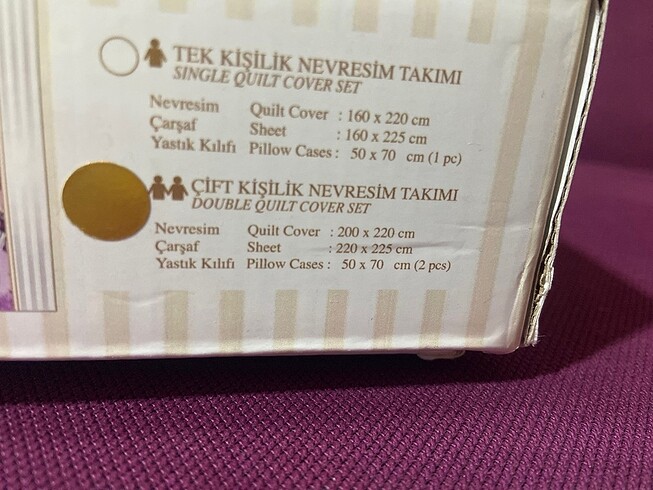 TEK KİŞİLİK NEVRESİM TAKIMI
SINGLE QUILT COVER SET
Nevresim Quilt Cover : 160 x 220 cm
Çarşaf Sheet : 160 x 225 cm
Yastık Kılıfı Pillow Cases : 50 x 70 cm (1 pc)
ÇİFT KİŞİLİK NEVRESİM TAKIMI
DOUBLE QUILT COVER SET
Nevresim Quilt Cover : 200 x 220 cm
Çarşaf Sheet : 220 x 225 cm
Yastık Kılıfı Pillow Cases : 50 x 70 cm (2 pcs)